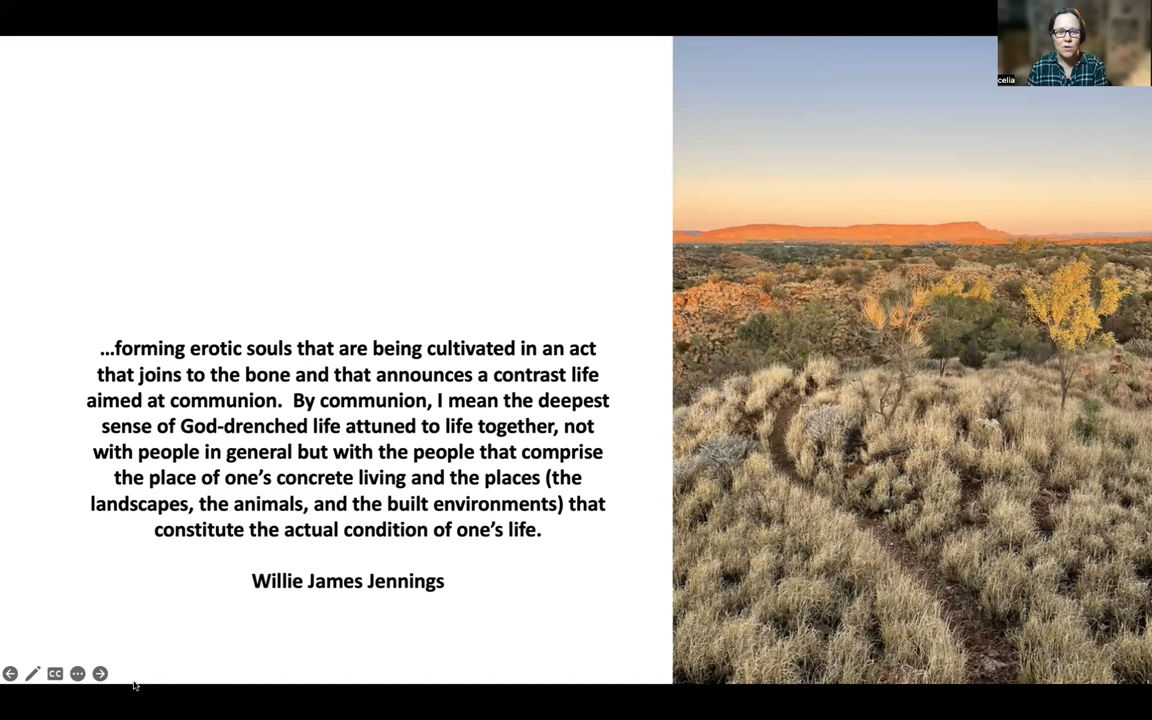 celia
...forming erotic souls that are being cultivated in an act
that joins to the bone and that announces a contrast life
aimed at communion.  By communion, I mean the deepest
sense of God-drenched life attuned to life together, not
with people in general but with the people that comprise
the place of one’s concrete living and the places (the
landscapes, the animals, and the built environments) that
constitute the actual condition of one’s life.
Willie James Jennings
CC